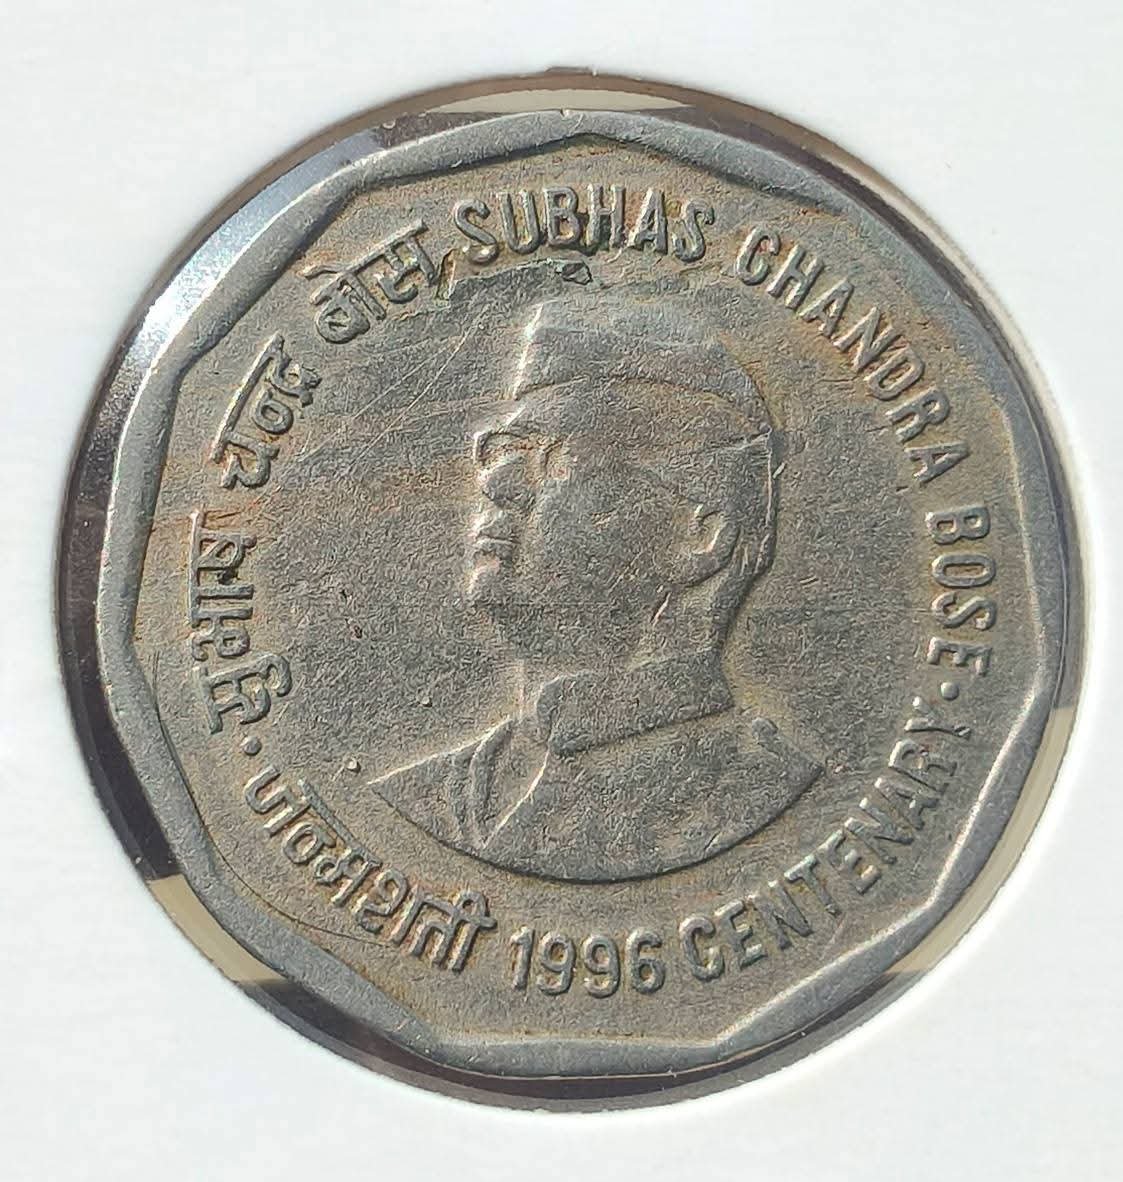 सुभाष चन्द्र बोस SUBHAS CHANDRA BOSE
जन्मशती 1996 CENTENARY